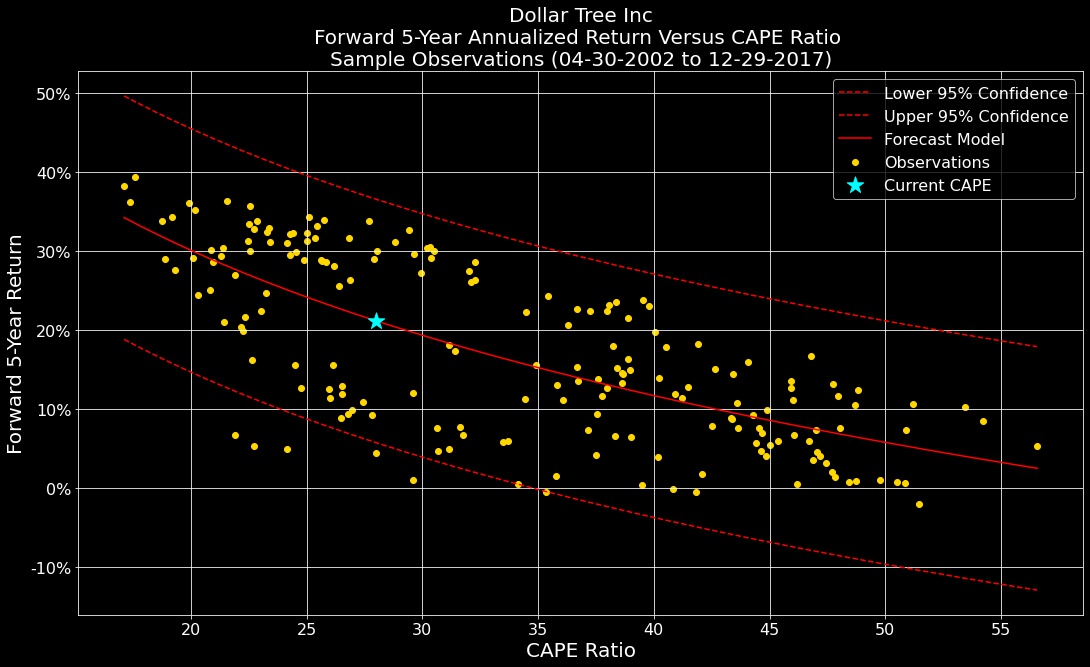 Dollar Tree Inc
Forward 5-Year Annualized Return Versus CAPE Ratio
Sample Observations (04-30-2002 to 12-29-2017)
Lower 95% Confidence
Upper 95% Confidence
Forecast Model
Observations
Current CAPE
Forward 5-Year Return
50%
40%
30%
20%
10%
0%
-10%
20 25 30 35 40 45 50 55
CAPE Ratio